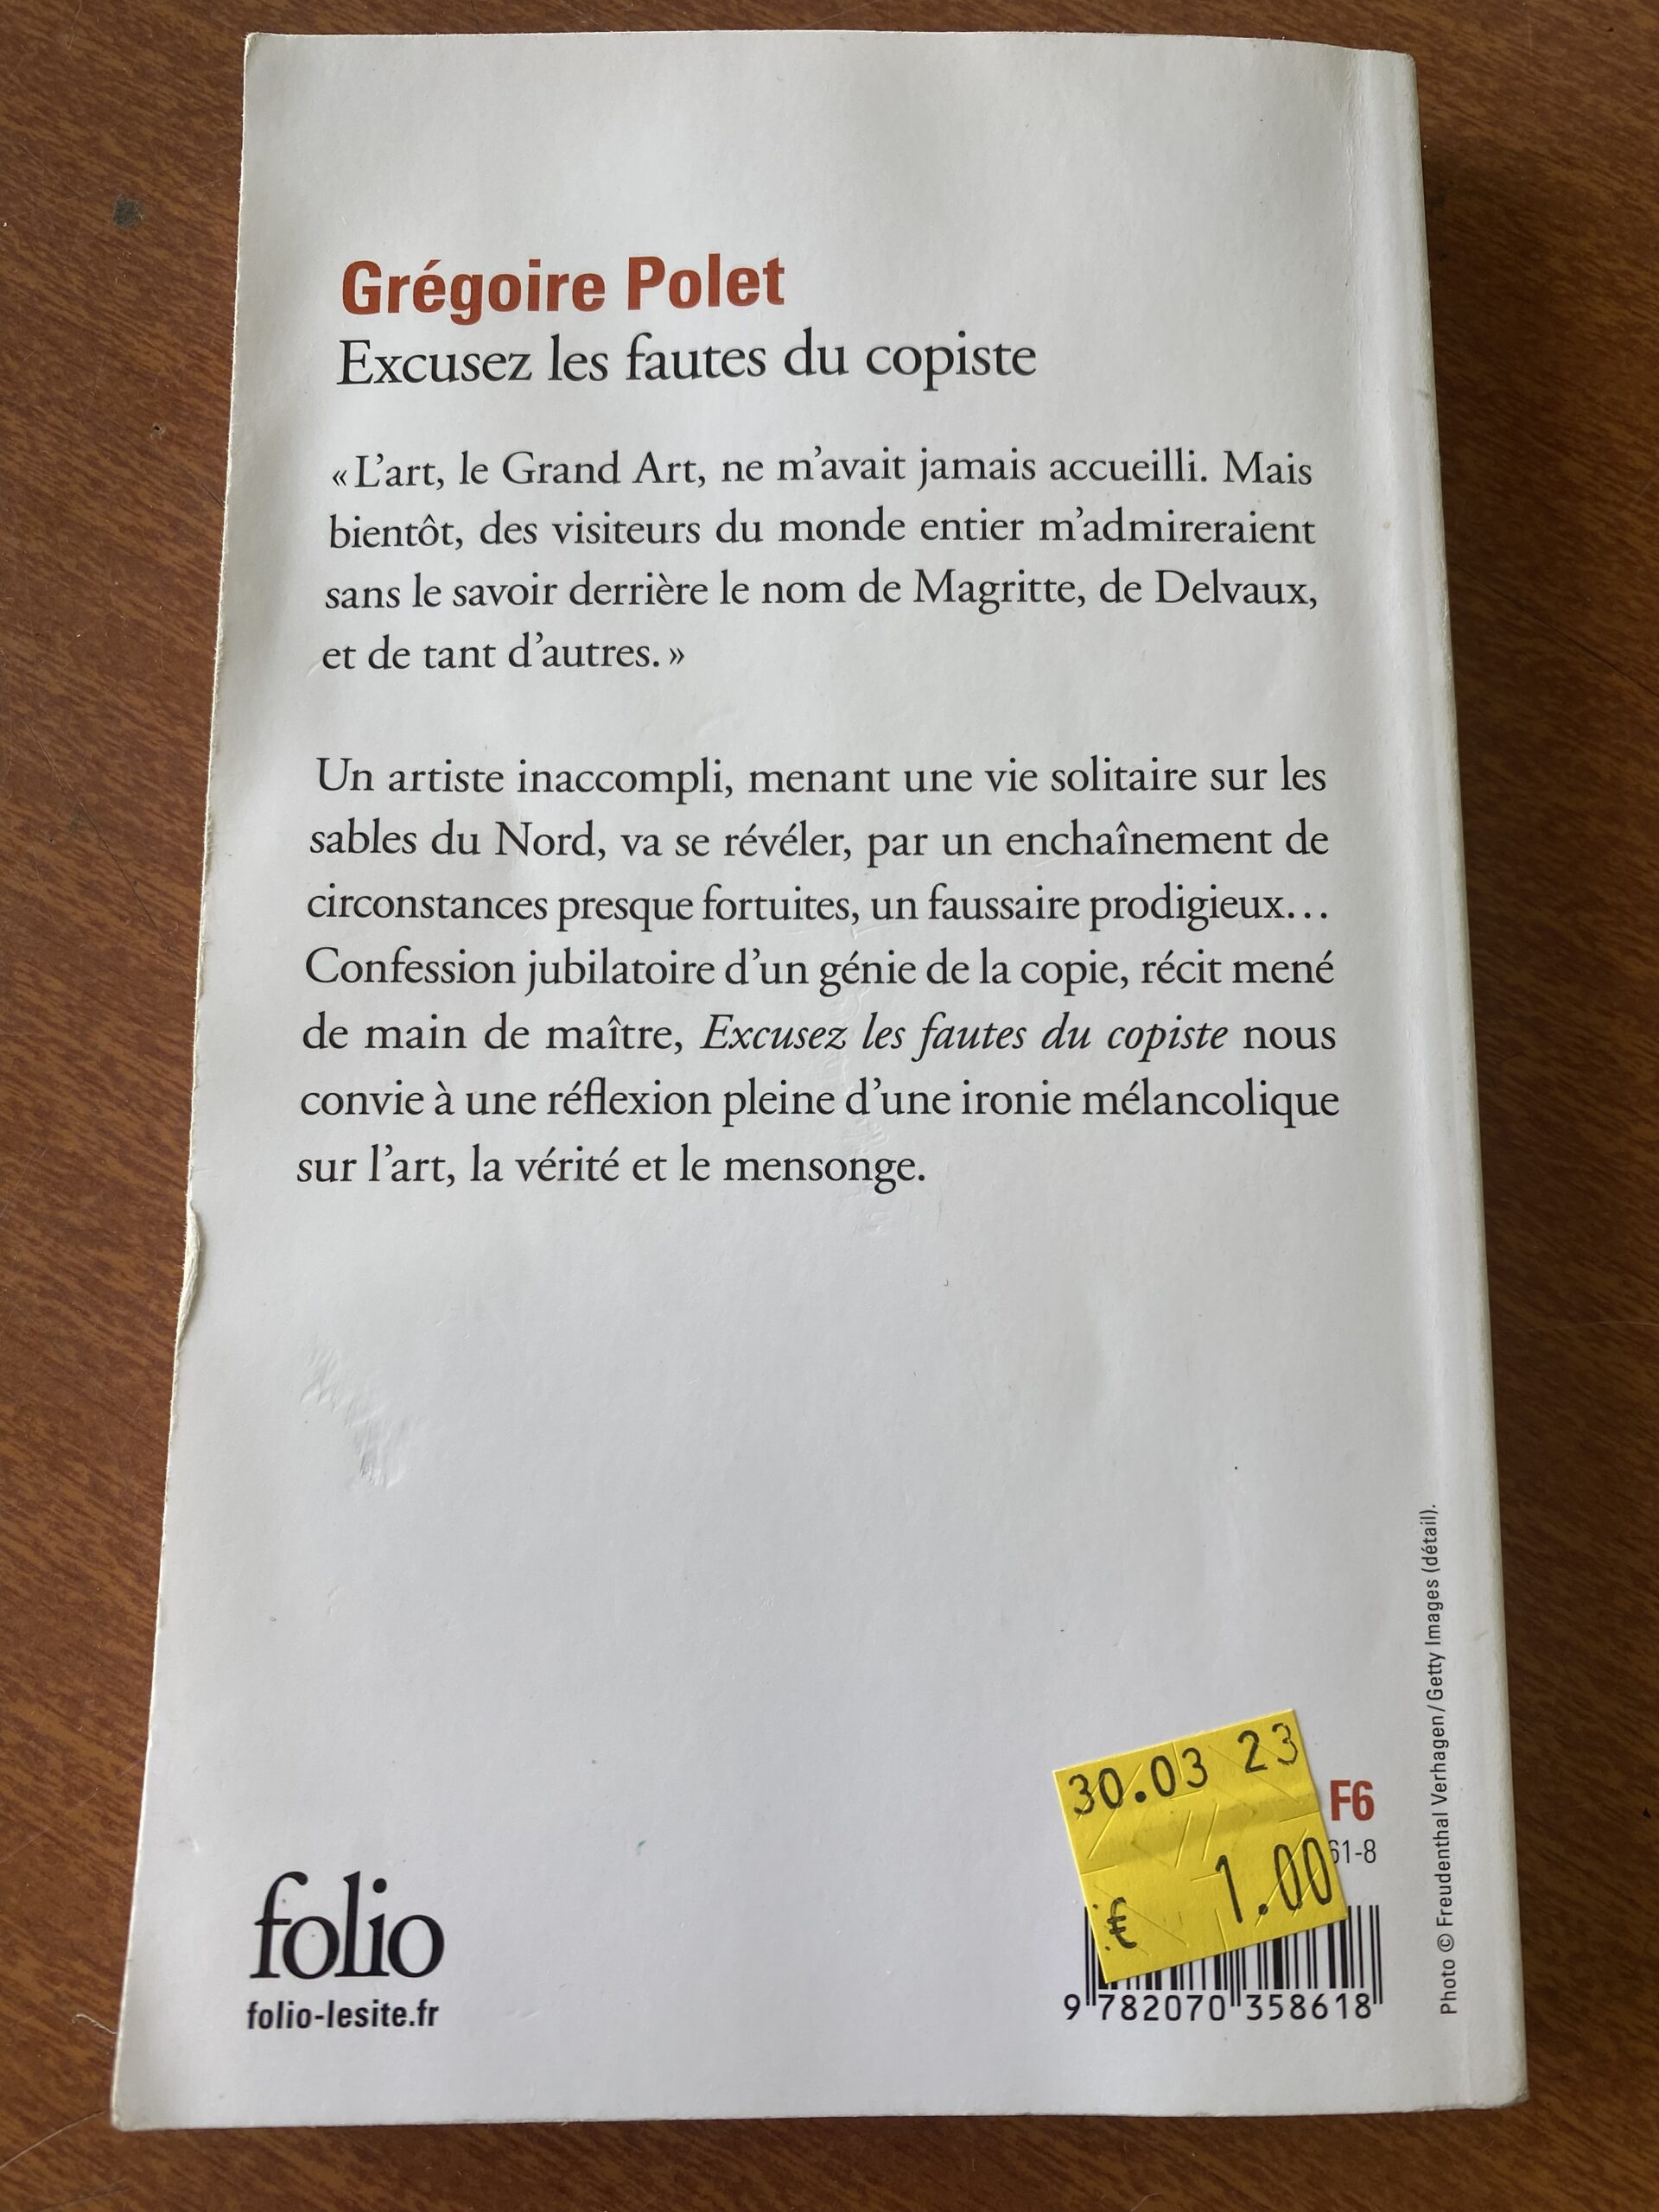 Grégoire Polet
Excusez les fautes du copiste
« L’art, le Grand Art, ne m’avait jamais accueilli. Mais
bientôt, des visiteurs du monde entier m’admireraient
sans le savoir derrière le nom de Magritte, de Delvaux,
et de tant d’autres. »
Un artiste inaccompli, menant une vie solitaire sur les
sables du Nord, va se révéler, par un enchaînement de
circonstances presque fortuites, un faussaire prodigieux…
Confession jubilatoire d’un génie de la copie, récit mené
de main de maître, Excusez les fautes du copiste nous
convie à une réflexion pleine d’une ironie mélancolique
sur l’art, la vérité et le mensonge.
folio
folio-lesite.fr
30.03 23
€ 1.00
F6
61-8
9 782070 358618
Photo © Freudenthal Verhagen / Getty Images (détail).